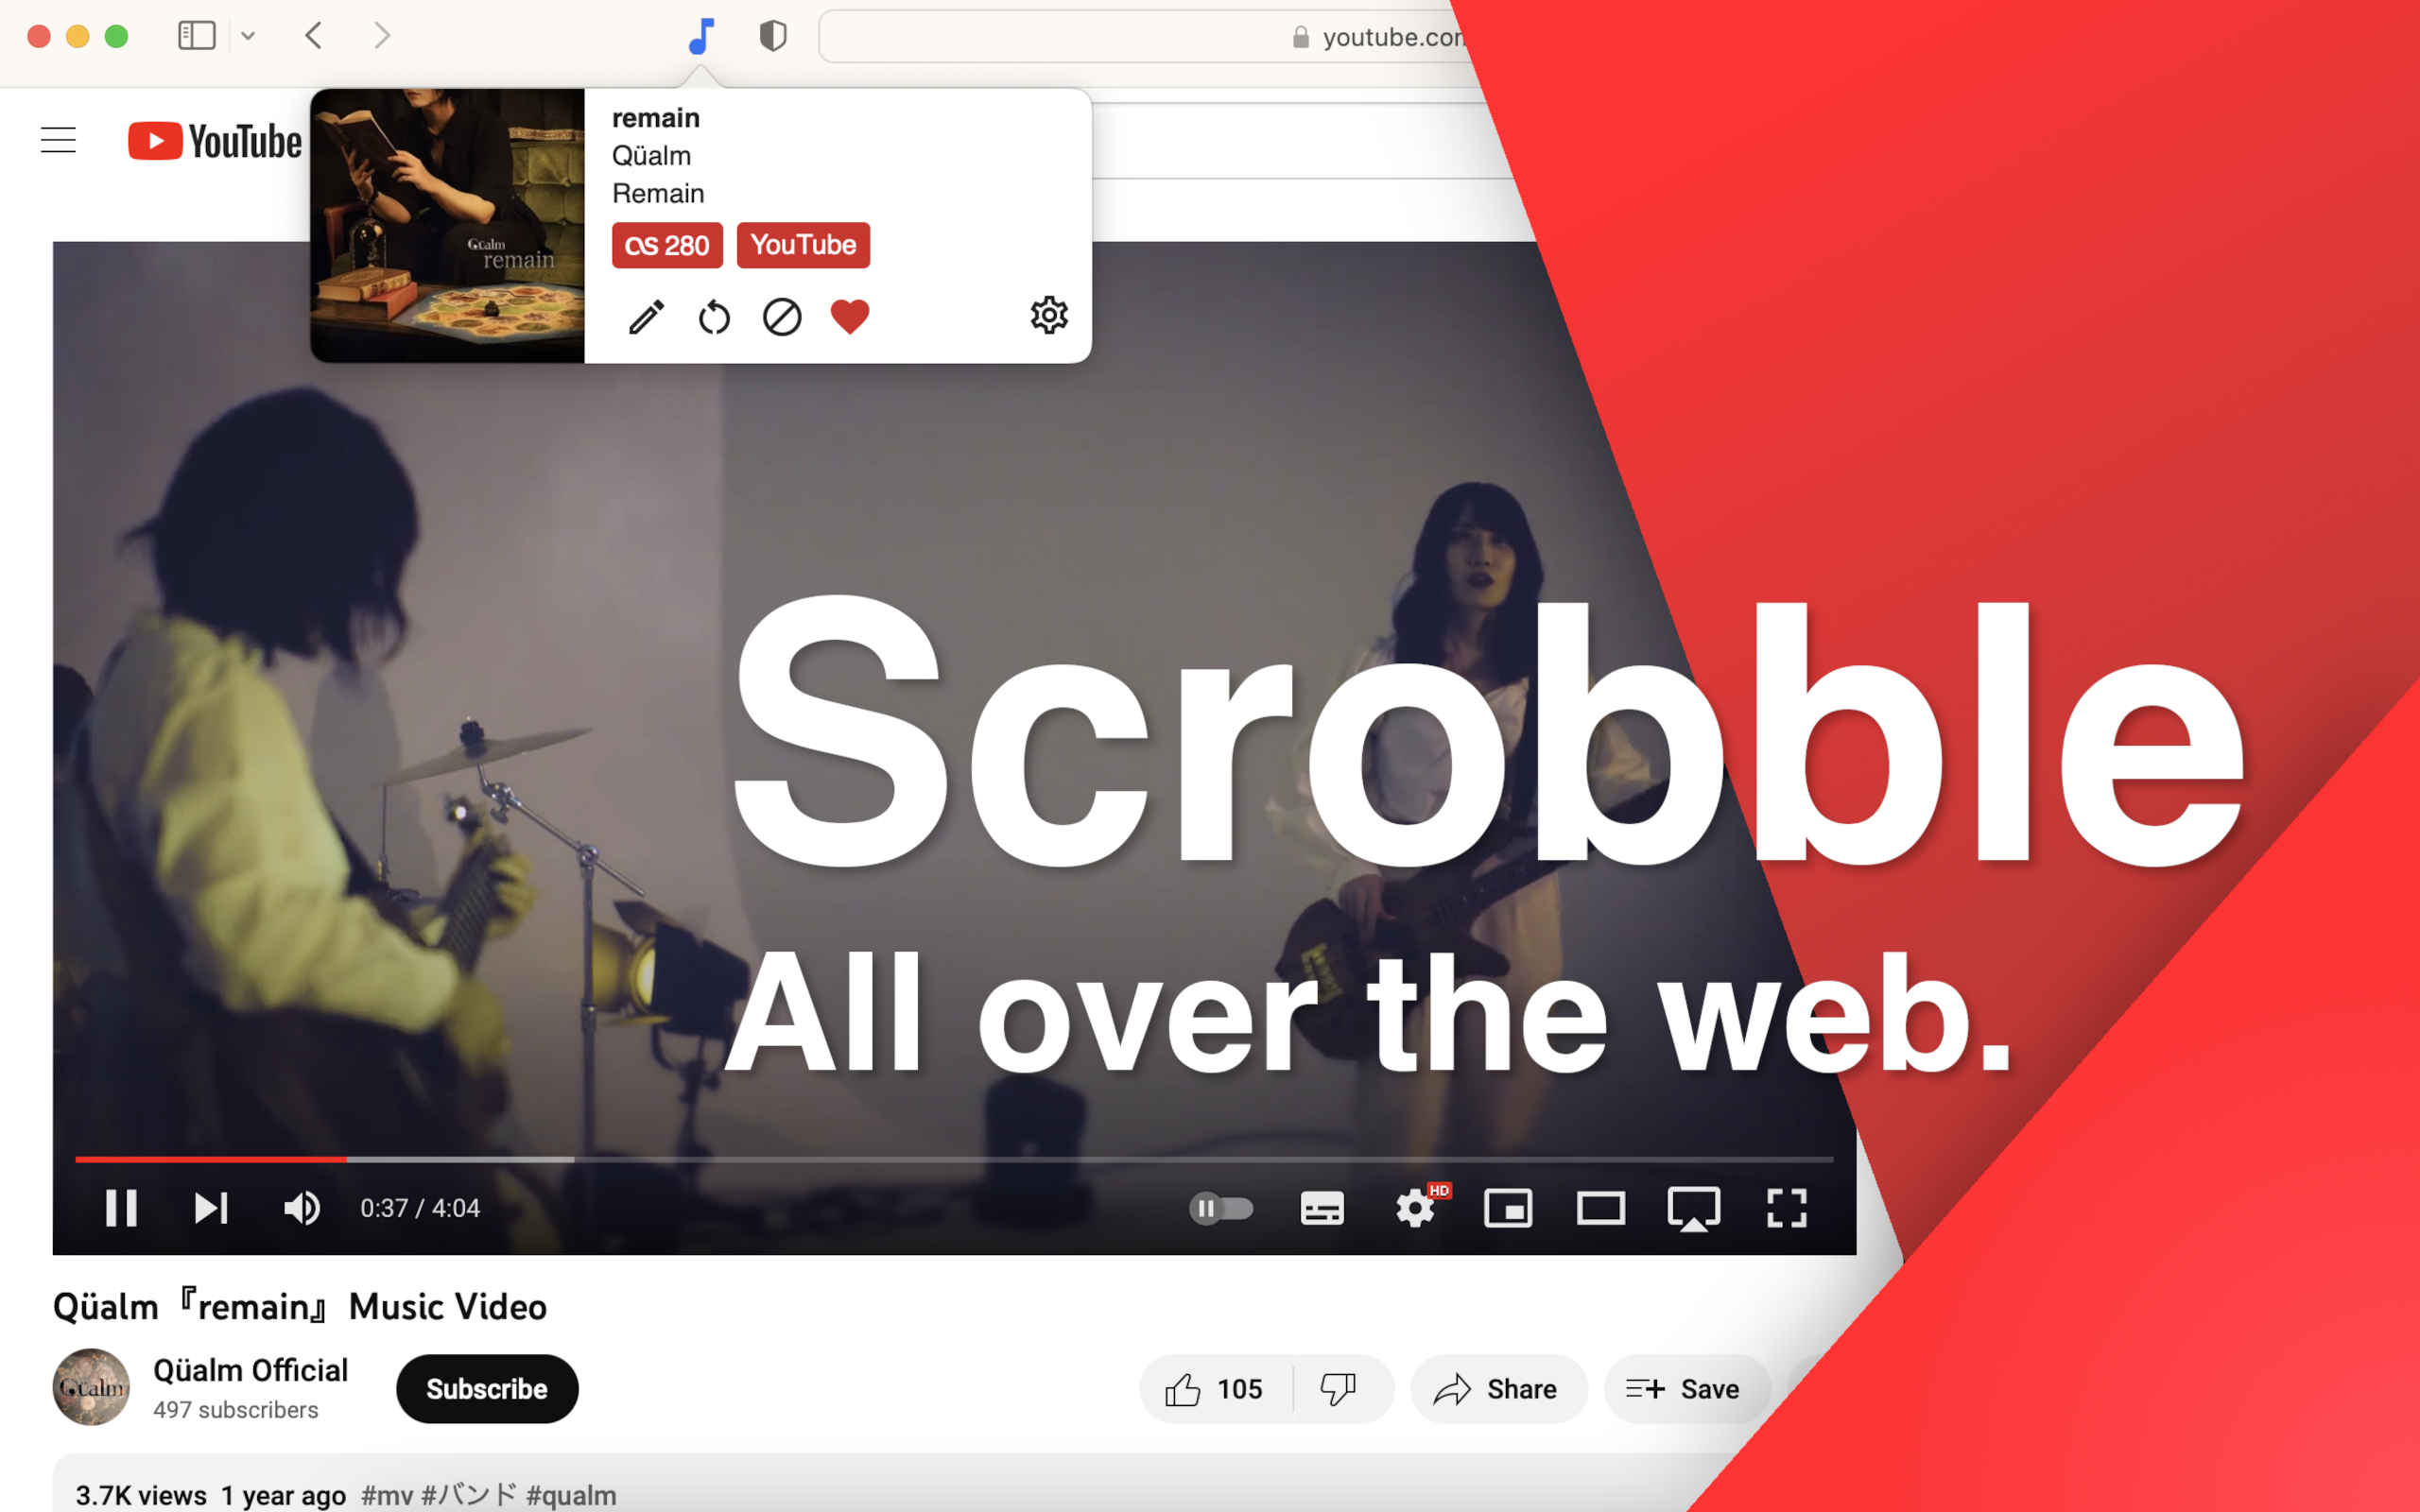 youtube.com
YouTube
remain
Qüalm
Remain
280
YouTube
Qüalm
remain
Scrobble
All over the web.
0:37 / 4:04
HD
Qüalm『remain』Music Video
Qüalm
Qüalm Official
497 subscribers
Subscribe
105
Share
Save
3.7K views 1 year ago #mv #バンド #qualm